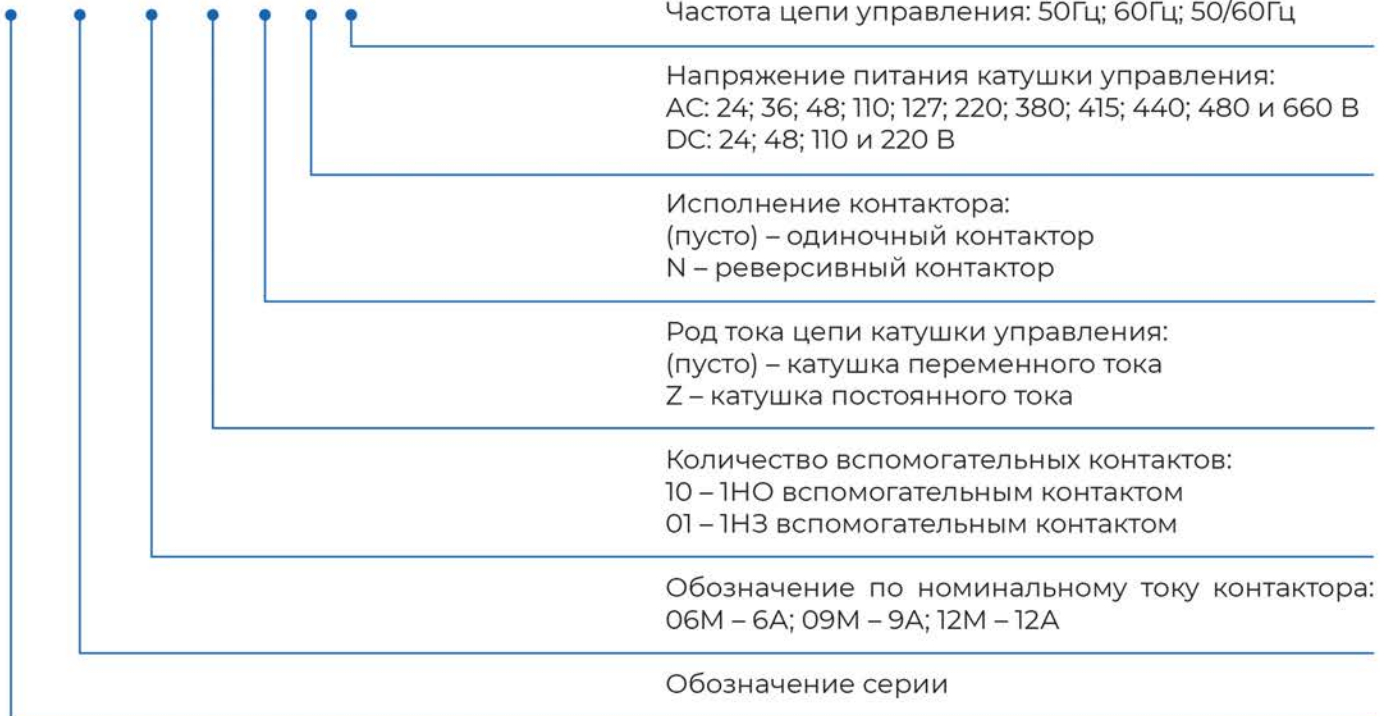 Частота цепи управления: 50Гц; 60Гц; 50/60Гц
Напряжение питания катушки управления:
AC: 24; 36; 48; 110; 127; 220; 380; 415; 440; 480 и 660 В
DC: 24; 48; 110 и 220 В
Исполнение контактора:
(пусто) – одиночный контактор
N – реверсивный контактор
Род тока цепи катушки управления:
(пусто) – катушка переменного тока
Z – катушка постоянного тока
Количество вспомогательных контактов:
10 – 1НО вспомогательным контактом
01 – 1НЗ вспомогательным контактом
Обозначение по номинальному току контактора:
06М – 6А; 09М – 9А; 12М – 12А
Обозначение серии